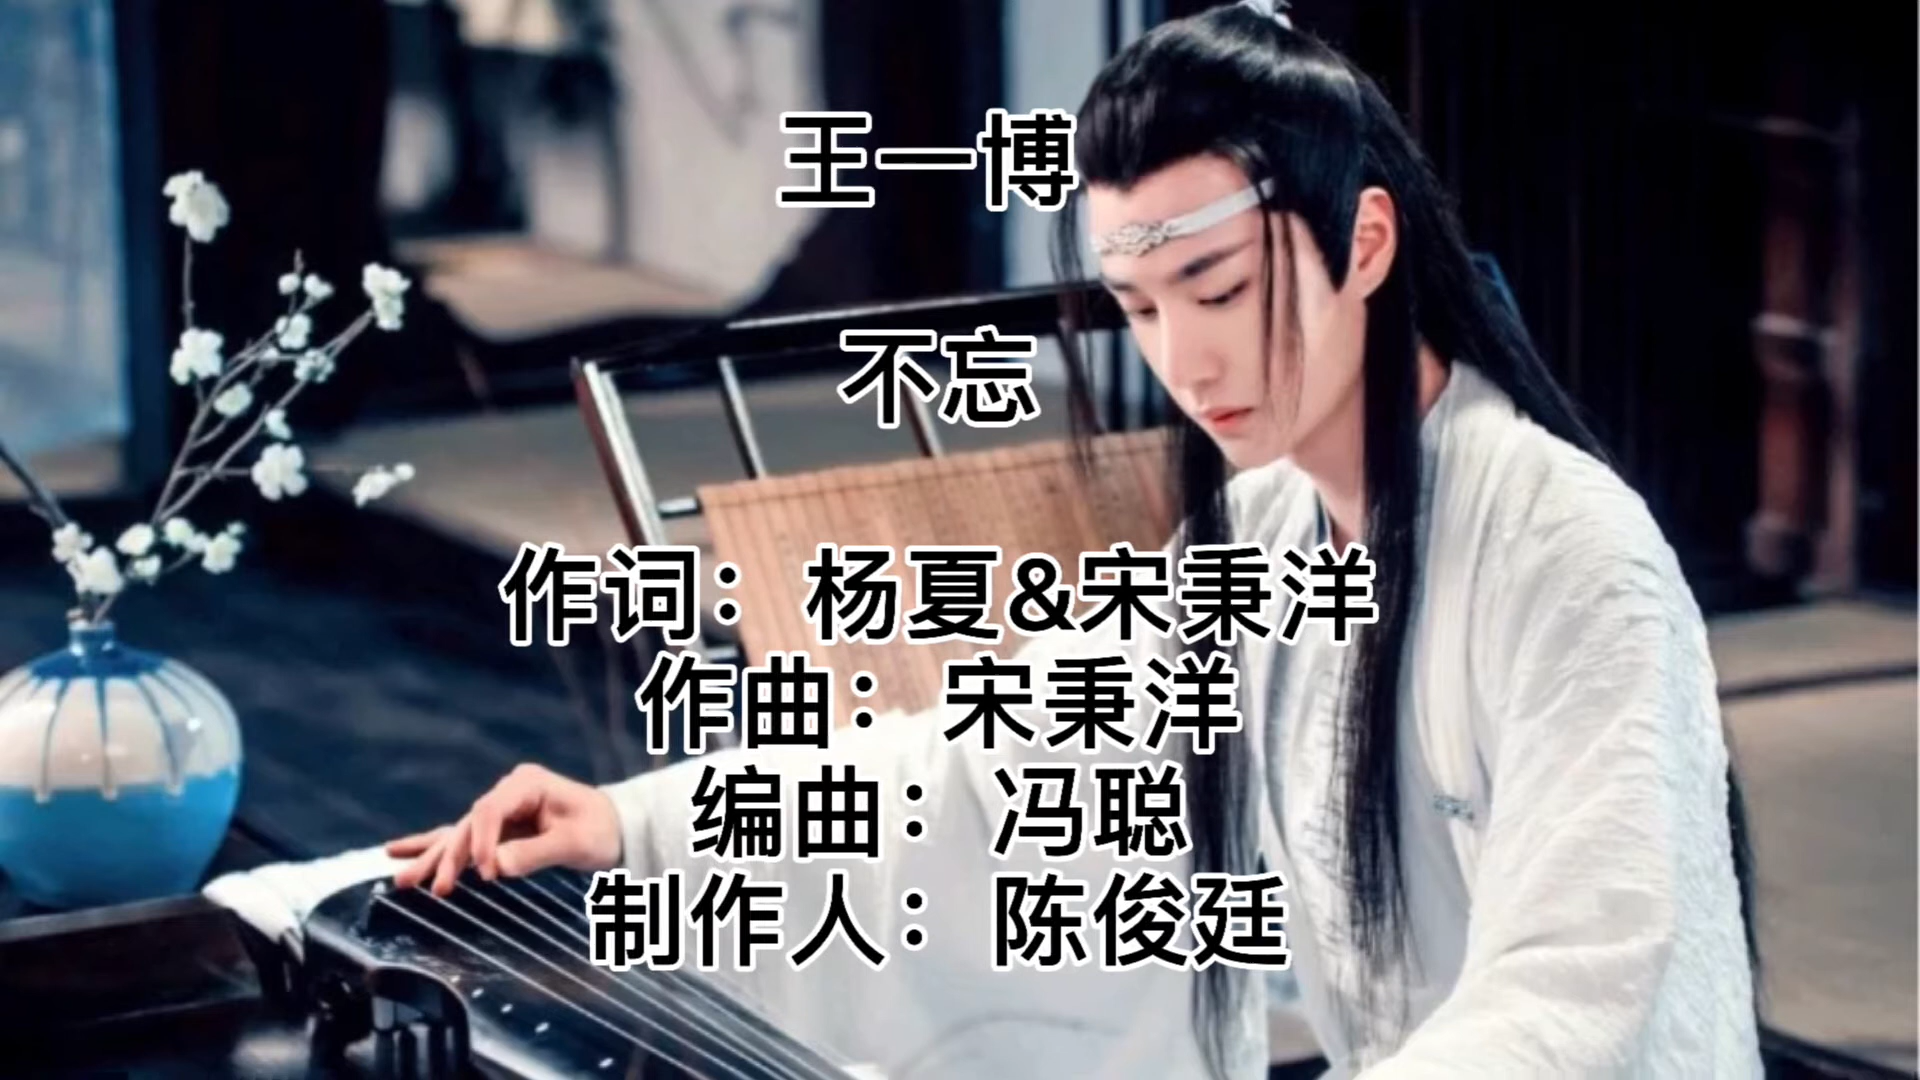 王一博
不忘
作词：杨夏&宋秉洋
作曲：宋秉洋
编曲：冯聪
制作人：陈俊廷